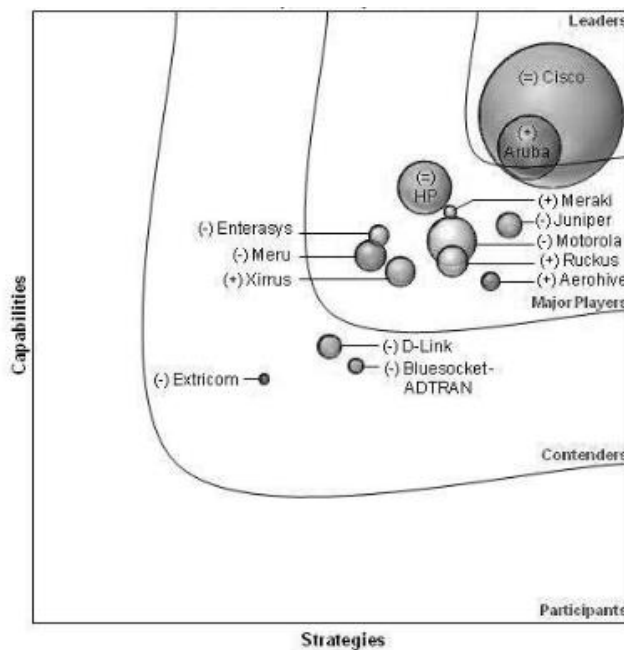 Leaders
(=) Cisco
(+)
Aruba
(=)
HP
(+) Meraki
(-) Juniper
(-) Enterasys
(-) Motorola
(-) Meru
(+) Ruckus
(+) Xirrus
(+) Aerohive
Major Players
(-) D-Link
(-) Bluesocket-
ADTRAN
(-) Extricom
Contenders
Participants
Capabilities
Strategies